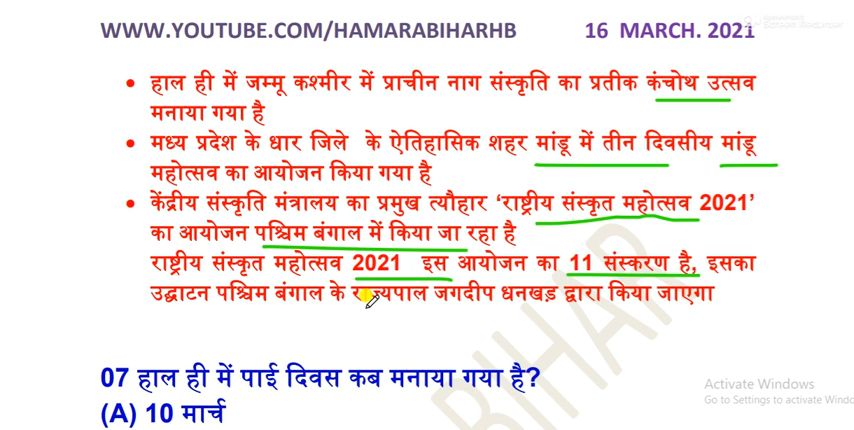 WWW.YOUTUBE.COM/HAMARABIHARHB 16 MARCH. 2021
• हाल ही में जम्मू कश्मीर में प्राचीन नाग संस्कृति का प्रतीक कंचोथ उत्सव
मनाया गया है
• मध्य प्रदेश के धार जिले के ऐतिहासिक शहर मांडू में तीन दिवसीय मांडू
महोत्सव का आयोजन किया गया है
• केंद्रीय संस्कृति मंत्रालय का प्रमुख त्यौहार ‘राष्ट्रीय संस्कृत महोत्सव 2021’
का आयोजन पश्चिम बंगाल में किया जा रहा है
राष्ट्रीय संस्कृत महोत्सव 2021 इस आयोजन का 11 संस्करण है, इसका
उद्घाटन पश्चिम बंगाल के राज्यपाल जगदीप धनखड़ द्वारा किया जाएगा
BIHAR
07 हाल ही में पाई दिवस कब मनाया गया है?
(A) 10 मार्च
Activate Windows
Go to Settings to activate Windows